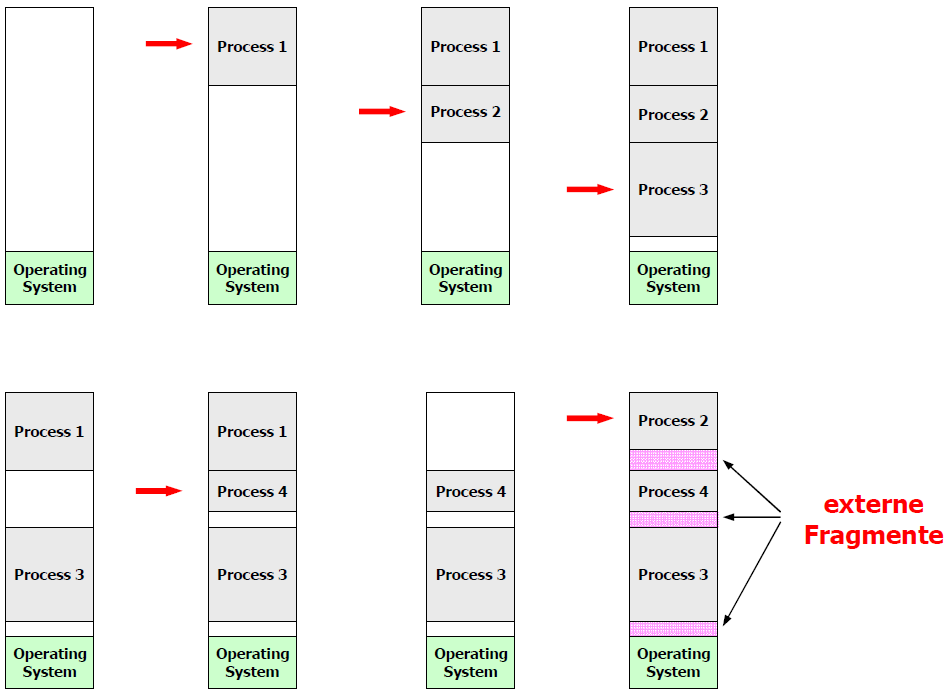 Process 1
Process 1
Process 1
Process 2
Process 2
Process 3
Operating
System
Operating
System
Operating
System
Operating
System
Process 1
Process 1
Process 2
Process 4
Process 4
Process 4
externe
Fragmente
Process 3
Process 3
Process 3
Process 3
Operating
System
Operating
System
Operating
System
Operating
System